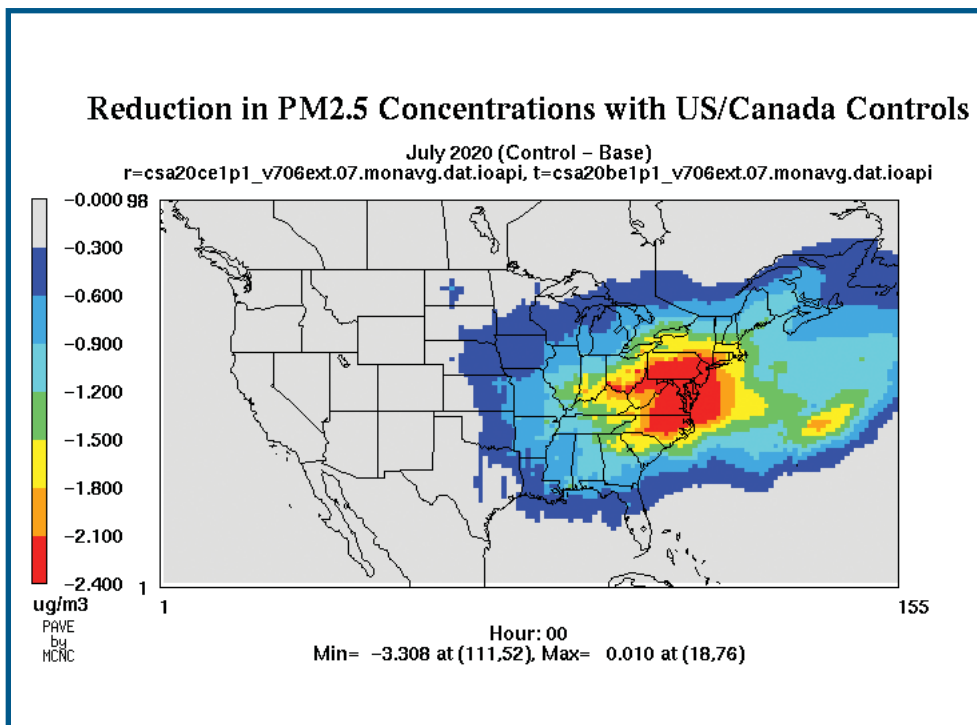 Reduction in PM2.5 Concentrations with US/Canada Controls
July 2020 (Control – Base)
r=csa20ce1p1_v706ext.07.monavg.dat.ioapi, t=csa20be1p1_v706ext.07.monavg.dat.ioapi
−0.000 98
−0.300
−0.600
−0.900
−1.200
−1.500
−1.800
−2.100
−2.400 1
ug/m3 1 155
PAVE
by
MCNC
Hour: 00
Min= −3.308 at (111,52), Max= 0.010 at (18,76)